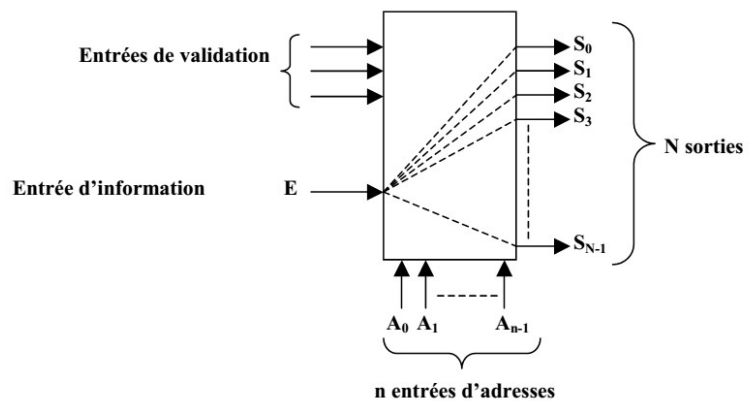 Entrées de validation
S0
S1
S2
S3
N sorties
Entrée d'information
E
SN-1
A0 A1 An-1
n entrées d'adresses